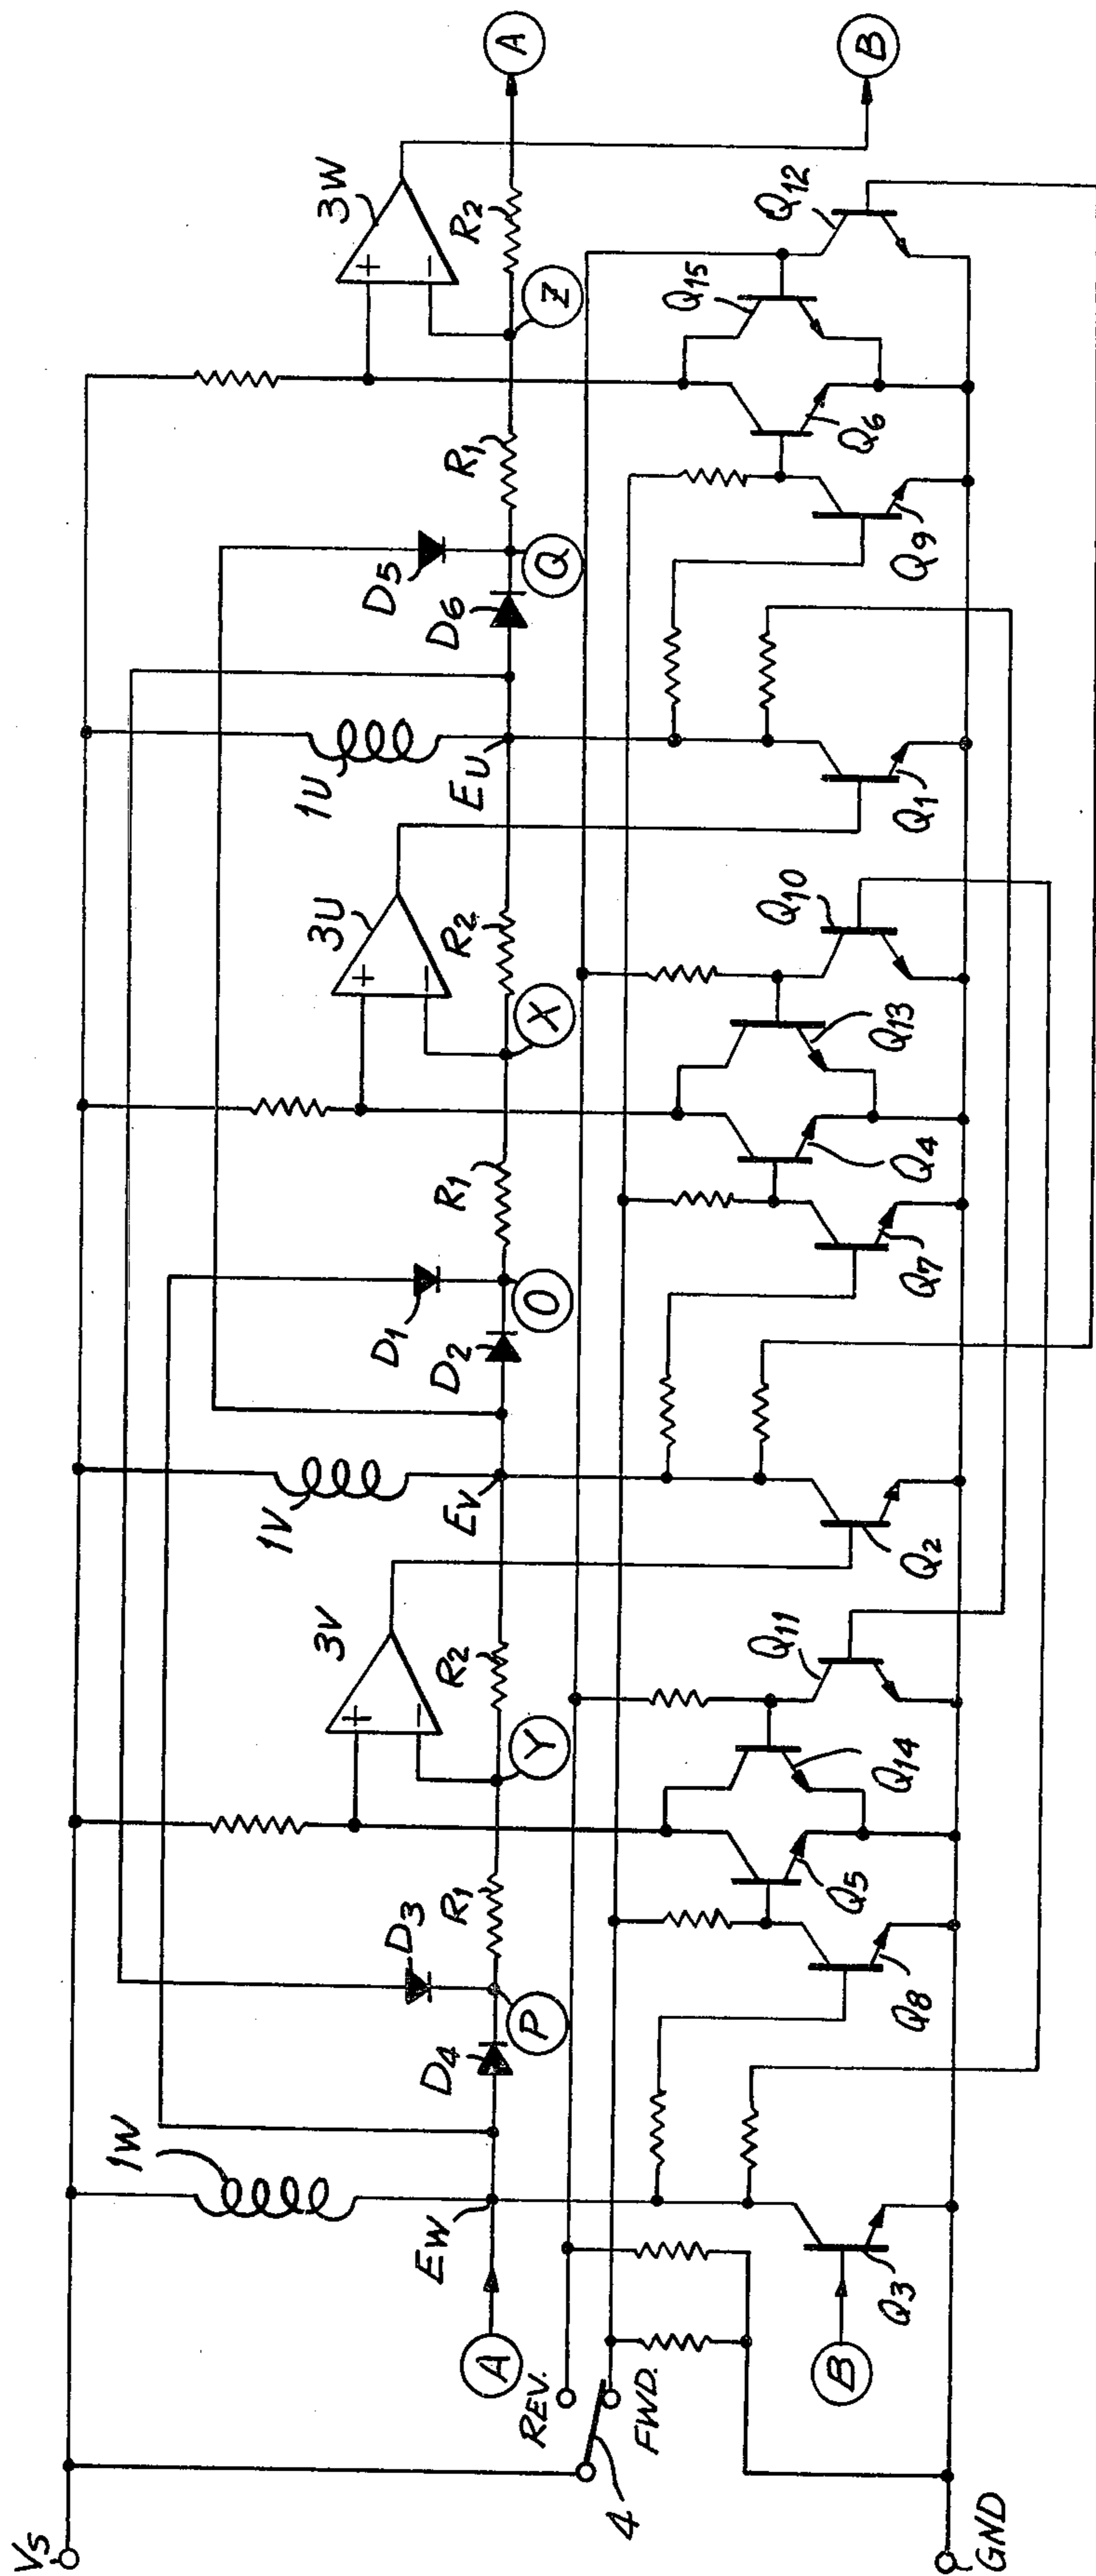 Vs
1W
1V
1U
3V
3U
3W
D3
D4
D1
D2
D5
D6
R1
R2
R1
R2
R1
R2
A
EW
P
Y
EV
O
X
EU
Q
Z
A
REV.
FWD.
4
B
B
Q3
Q8
Q5
Q14
Q11
Q2
Q7
Q4
Q13
Q10
Q1
Q9
Q6
Q15
Q12
+
−
+
−
+
−
GND